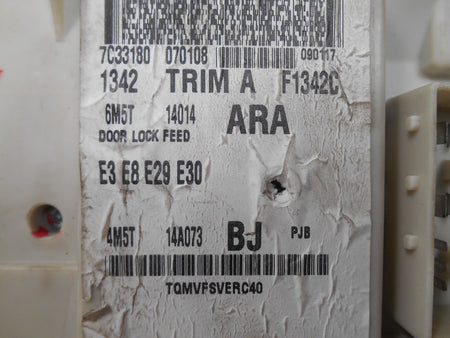 7C33180 070108 090117
1342 TRIM A F1342C
6M5T 14014 ARA
DOOR LOCK FEED
E3 E8 E29 E30
4M5T 14A073 BJ PJB
TQMVFSVERC40